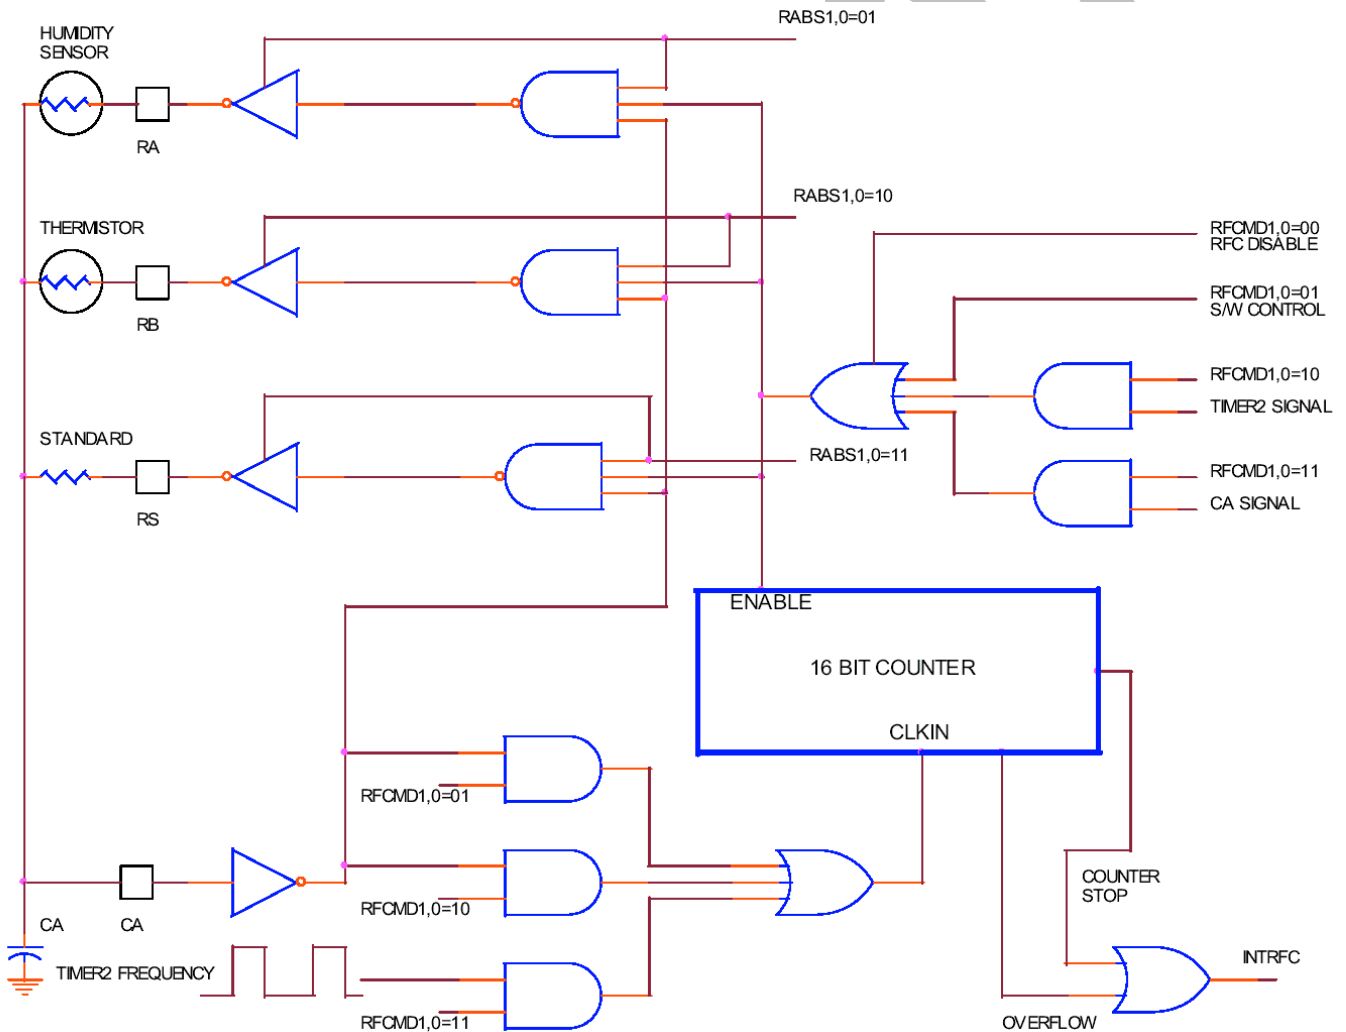 RABS1,0=01
HUMIDITY
SENSOR
RA
RABS1,0=10
THERMISTOR
RFCMD1,0=00
RFC DISABLE
RFCMD1,0=01
S/W CONTROL
RB
RFCMD1,0=10
TIMER2 SIGNAL
STANDARD
RABS1,0=11
RFCMD1,0=11
CA SIGNAL
RS
ENABLE
16 BIT COUNTER
CLKIN
RFCMD1,0=01
COUNTER
STOP
RFCMD1,0=10
CA
CA
TIMER2 FREQUENCY
INTRFC
RFCMD1,0=11
OVERFLOW